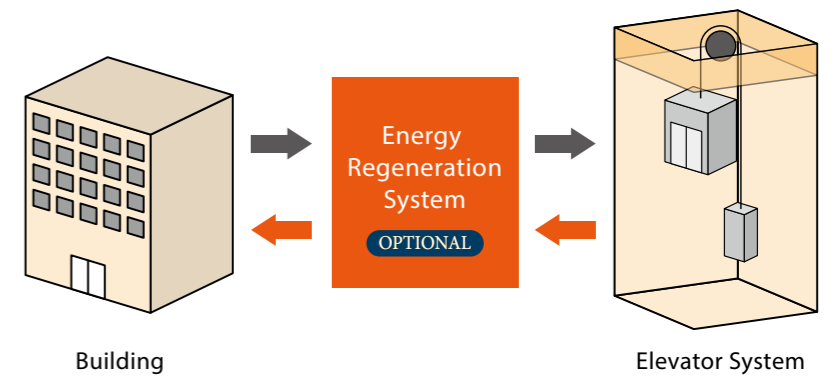 Energy
Regeneration
System
OPTIONAL
Building
Elevator System